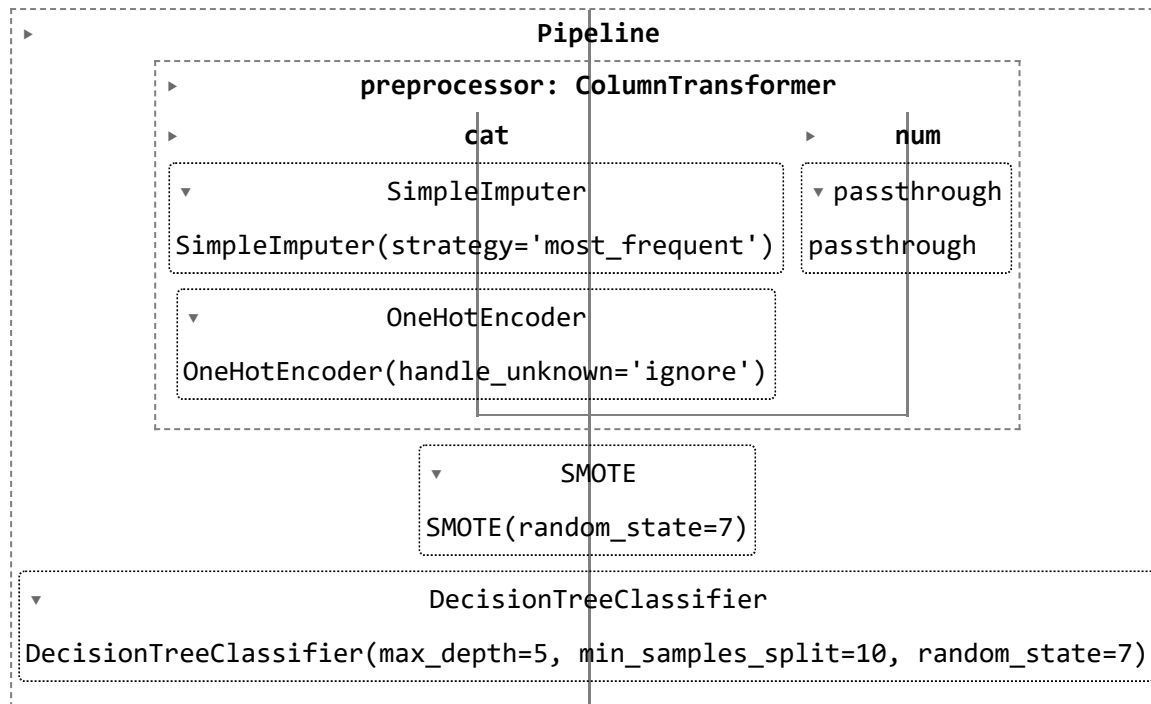 Pipeline
preprocessor: ColumnTransformer
cat num
SimpleImputer passthrough
SimpleImputer(strategy='most_frequent') passthrough
OneHotEncoder
OneHotEncoder(handle_unknown='ignore')
SMOTE
SMOTE(random_state=7)
DecisionTreeClassifier
DecisionTreeClassifier(max_depth=5, min_samples_split=10, random_state=7)